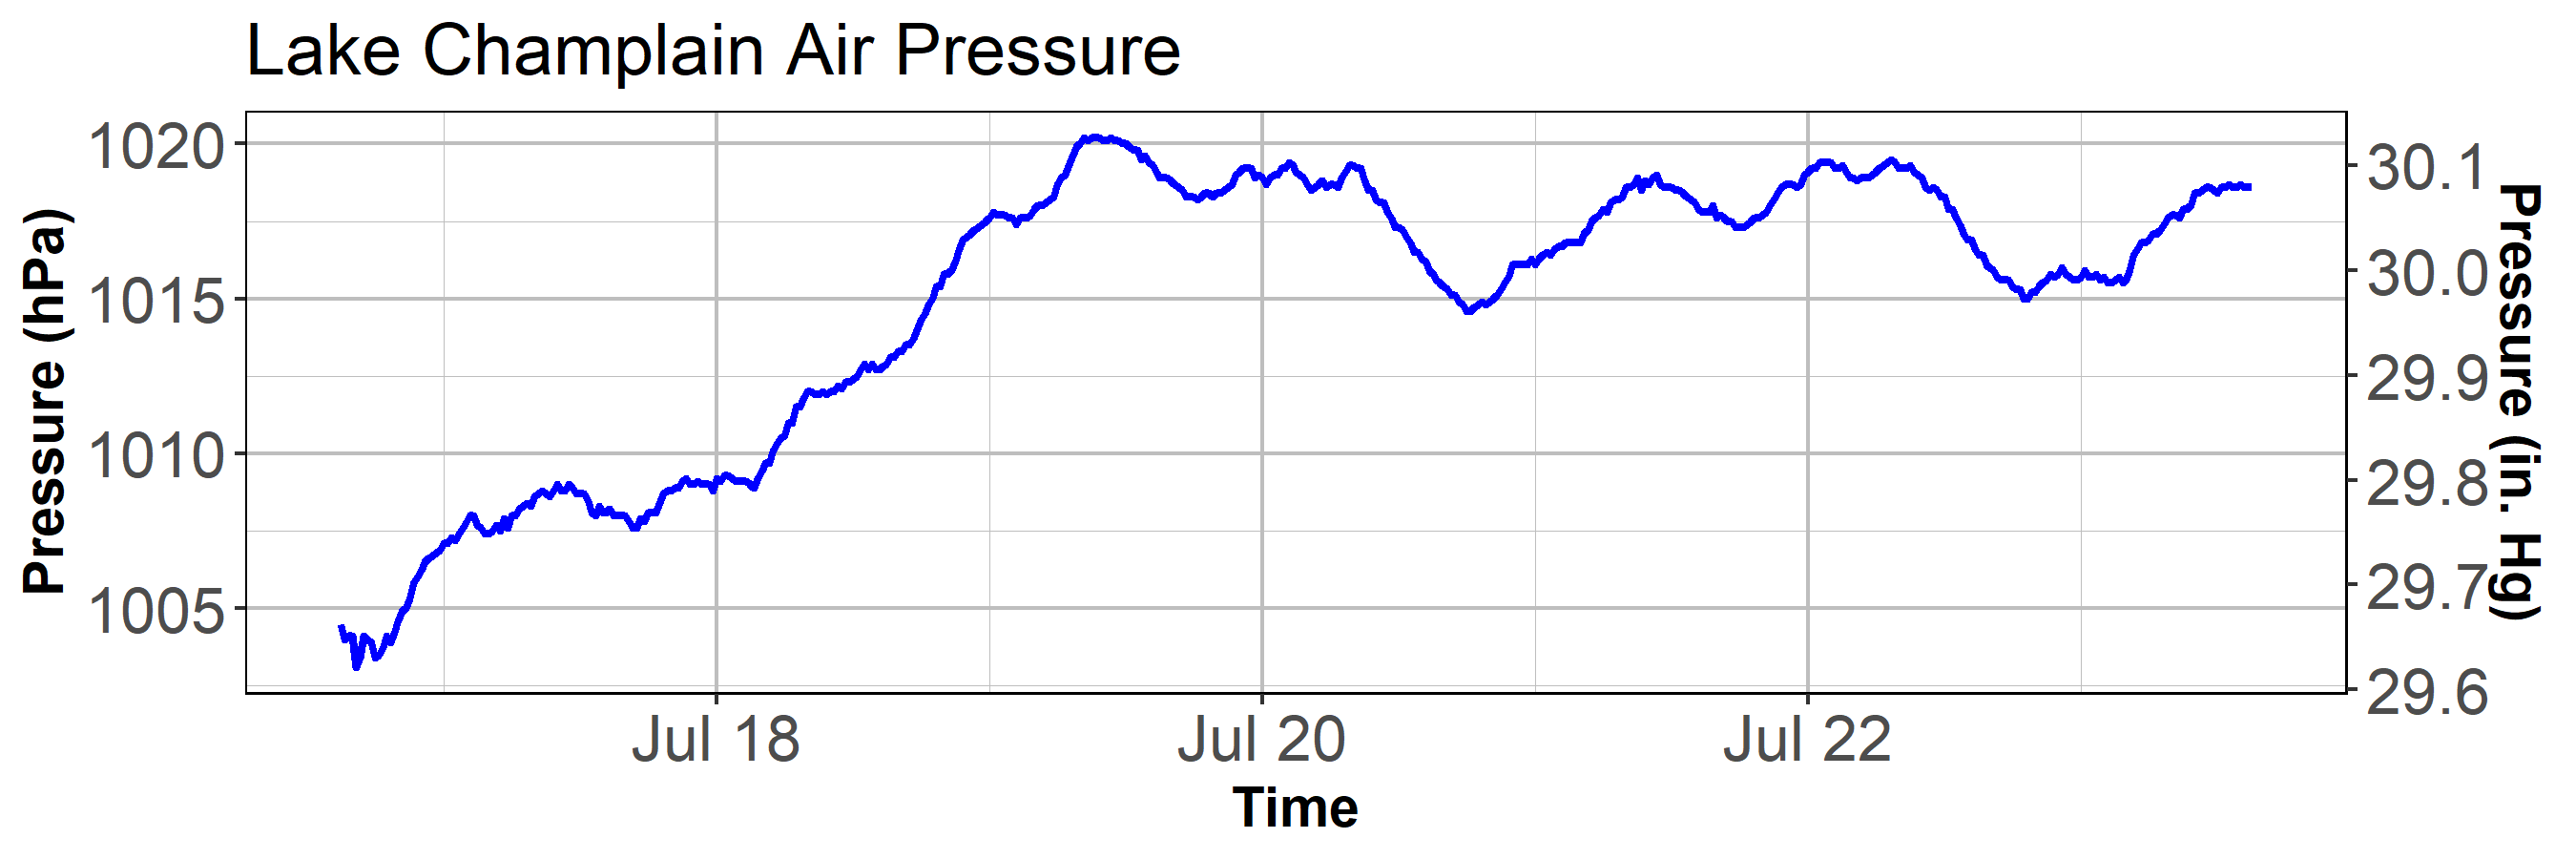 Lake Champlain Air Pressure
Pressure (hPa)
1020
1015
1010
1005
30.1
30.0
29.9
29.8
29.7
29.6
Pressure (in. Hg)
Jul 18
Jul 20
Jul 22
Time